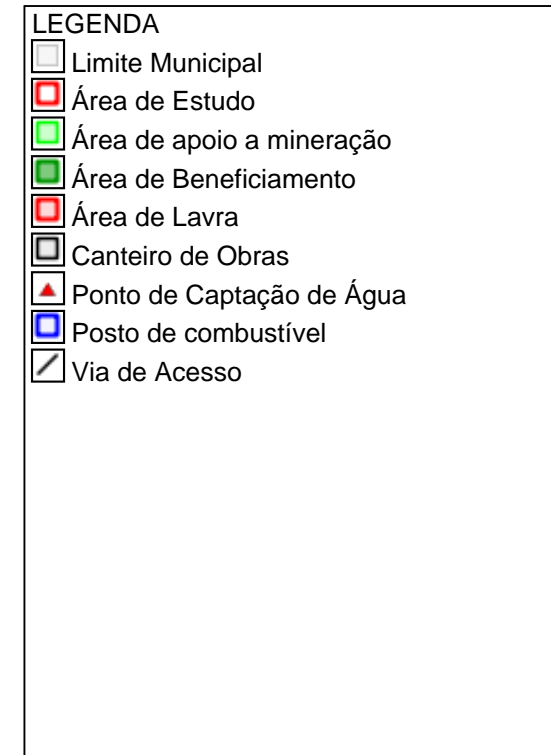 LEGENDA
Limite Municipal
Área de Estudo
Área de apoio a mineração
Área de Beneficiamento
Área de Lavra
Canteiro de Obras
Ponto de Captação de Água
Posto de combustível
Via de Acesso